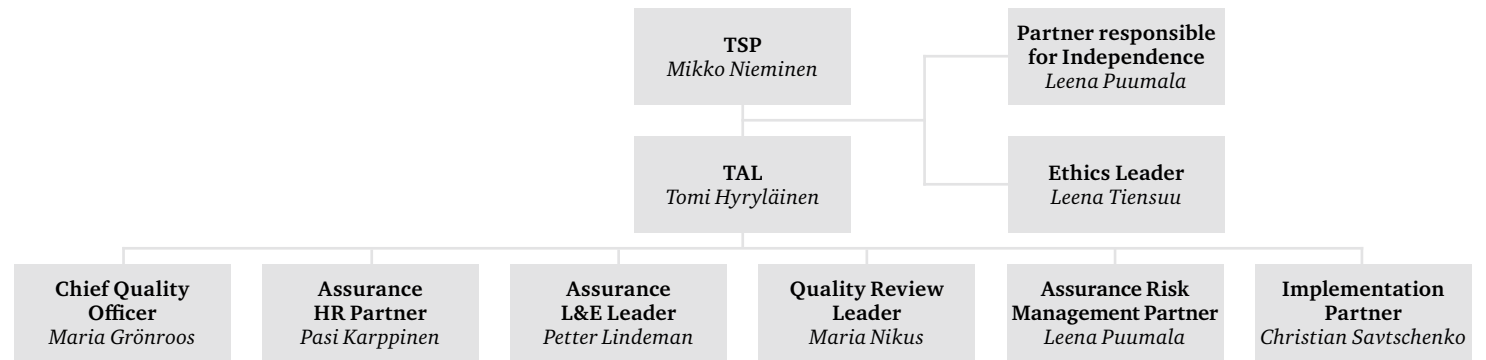 TSP
Mikko Nieminen
Partner responsible
for Independence
Leena Puumala
TAL
Tomi Hyryläinen
Ethics Leader
Leena Tiensuu
Chief Quality
Officer
Maria Grönroos
Assurance
HR Partner
Pasi Karppinen
Assurance
L&E Leader
Petter Lindeman
Quality Review
Leader
Maria Nikus
Assurance Risk
Management Partner
Leena Puumala
Implementation
Partner
Christian Savtschenko